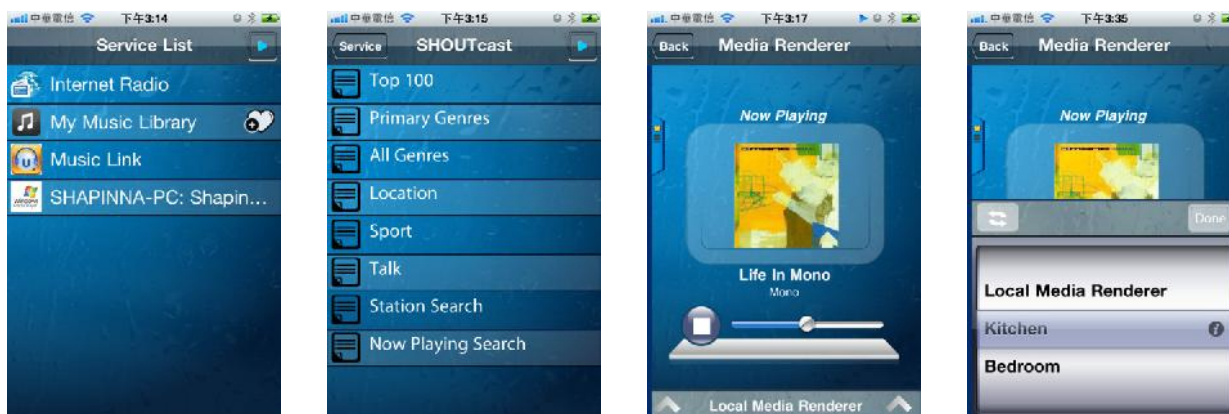 中華電信 下午3:14
Service List
Internet Radio
My Music Library
Music Link
SHAPINNA-PC: Shapin...
中華電信 下午3:15
Service SHOUTcast
Top 100
Primary Genres
All Genres
Location
Sport
Talk
Station Search
Now Playing Search
中華電信 下午3:17
Back Media Renderer
Now Playing
Life In Mono
Mono
Local Media Renderer
中華電信 下午3:35
Back Media Renderer
Now Playing
Done
Local Media Renderer
Kitchen
Bedroom